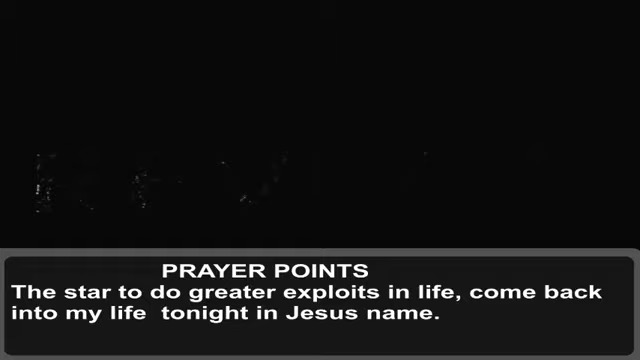 PRAYER POINTS
The star to do greater exploits in life, come back
into my life tonight in Jesus name.